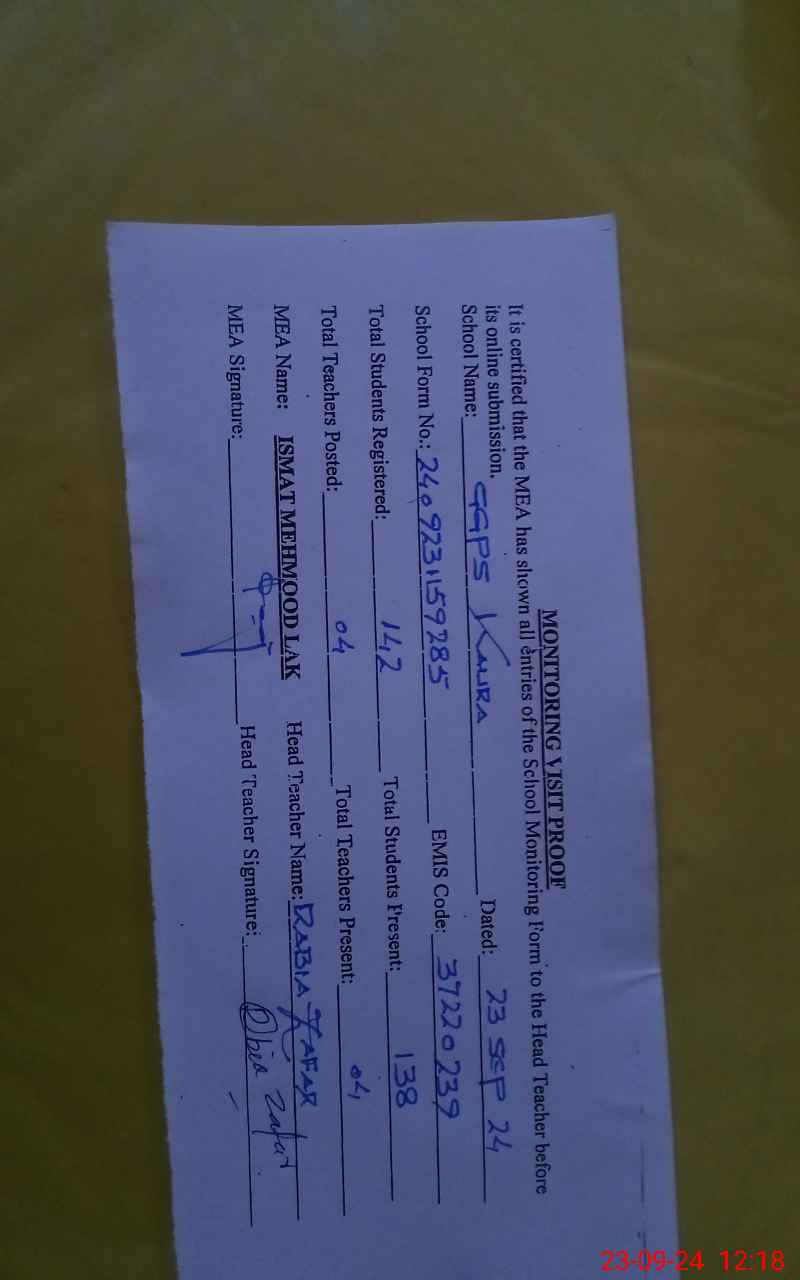 MONITORING VISIT PROOF
It is certified that the MEA has shown all entries of the School Monitoring Form to the Head Teacher before
its online submission.
School Name: GGPS KAURA Dated: 23 SEP 24
School Form No.: 2409231159285 EMIS Code: 37220239
Total Students Registered: 142 Total Students Present: 138
Total Teachers Posted: 04 Total Teachers Present: 04
MEA Name: ISMAT MEHMOOD LAK Head Teacher Name: RABIA ZAFAR
MEA Signature: Head Teacher Signature: Zafar
23-09-24 12:18